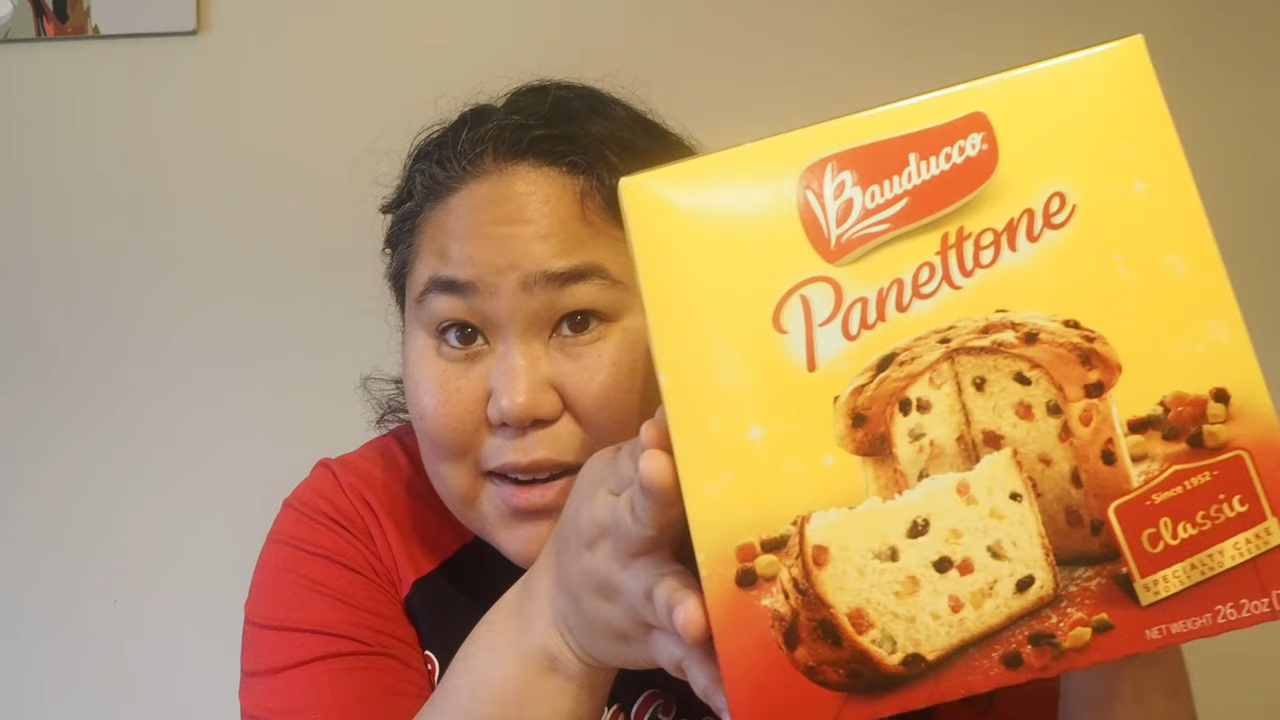 Bauducco
Panettone
- Since 1952 -
Classic
SPECIALTY CAKE
MOIST AND FRESH
NET WEIGHT 26.2oz